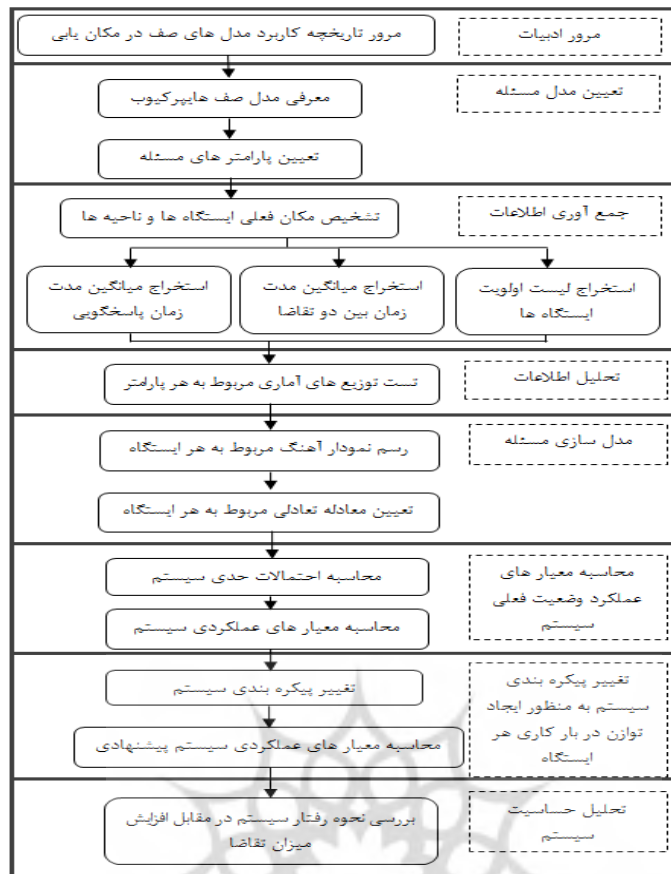 مرور ادبیات
مرور تاریخچه کاربرد مدل های صف در مکان یابی
تعیین مدل مسئله
معرفی مدل صف هایپرکیوب
تعیین پارامتر های مسئله
جمع آوری اطلاعات
تشخیص مکان فعلی ایستگاه ها و ناحیه ها
استخراج لیست اولویت
ایستگاه ها
استخراج میانگین مدت
زمان بین دو تقاضا
استخراج میانگین مدت
زمان پاسخگویی
تحلیل اطلاعات
تست توزیع های آماری مربوط به هر پارامتر
مدل سازی مسئله
رسم نمودار آهنگ مربوط به هر ایستگاه
تعیین معادله تعادلی مربوط به هر ایستگاه
محاسبه معیار های
عملکرد وضعیت فعلی
سیستم
محاسبه احتمالات حدی سیستم
محاسبه معیار های عملکردی سیستم
تغییر پیکره بندی
سیستم به منظور ایجاد
توازن در بار کاری هر
ایستگاه
تغییر پیکره بندی سیستم
محاسبه معیار های عملکردی سیستم پیشنهادی
تحلیل حساسیت
سیستم
بررسی نحوه رفتار سیستم در مقابل افزایش
میزان تقاضا